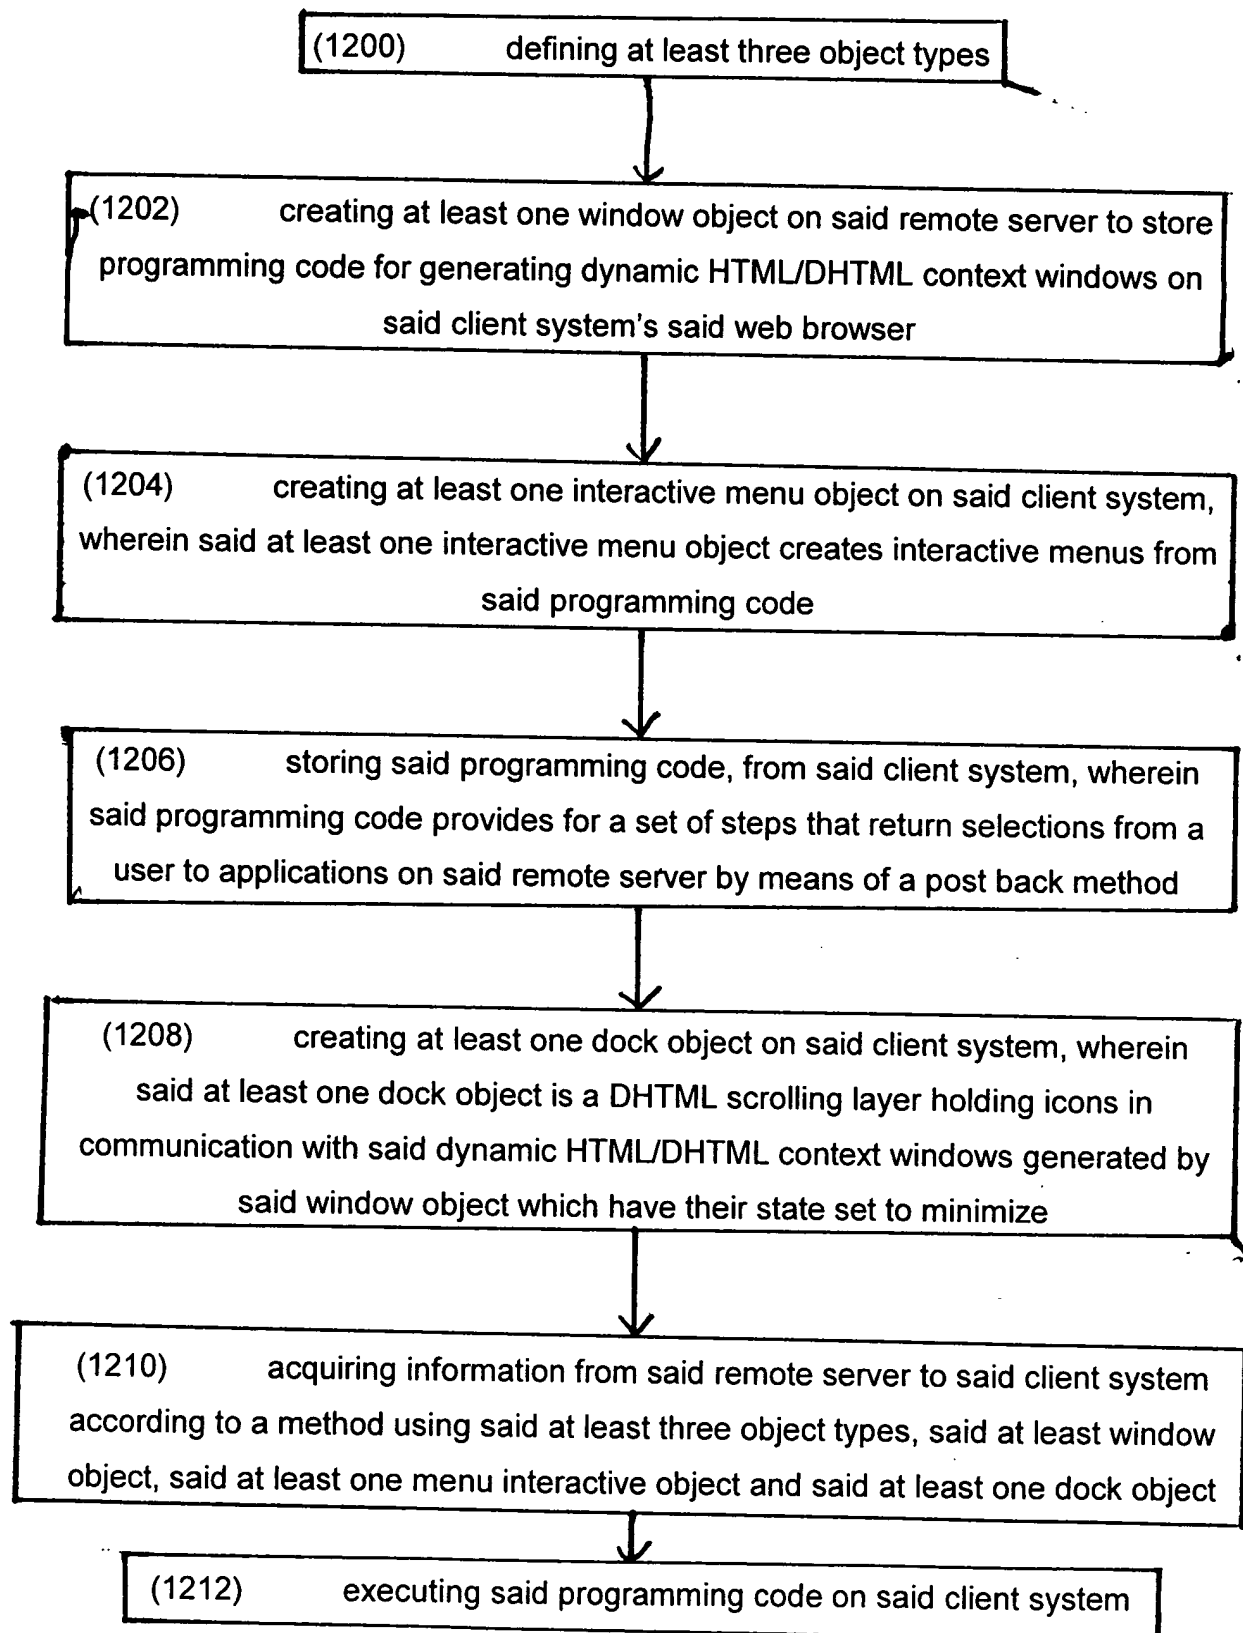 (1200) defining at least three object types
(1202) creating at least one window object on said remote server to store
programming code for generating dynamic HTML/DHTML context windows on
said client system's said web browser
(1204) creating at least one interactive menu object on said client system,
wherein said at least one interactive menu object creates interactive menus from
said programming code
(1206) storing said programming code, from said client system, wherein
said programming code provides for a set of steps that return selections from a
user to applications on said remote server by means of a post back method
(1208) creating at least one dock object on said client system, wherein
said at least one dock object is a DHTML scrolling layer holding icons in
communication with said dynamic HTML/DHTML context windows generated by
said window object which have their state set to minimize
(1210) acquiring information from said remote server to said client system
according to a method using said at least three object types, said at least window
object, said at least one menu interactive object and said at least one dock object
(1212) executing said programming code on said client system